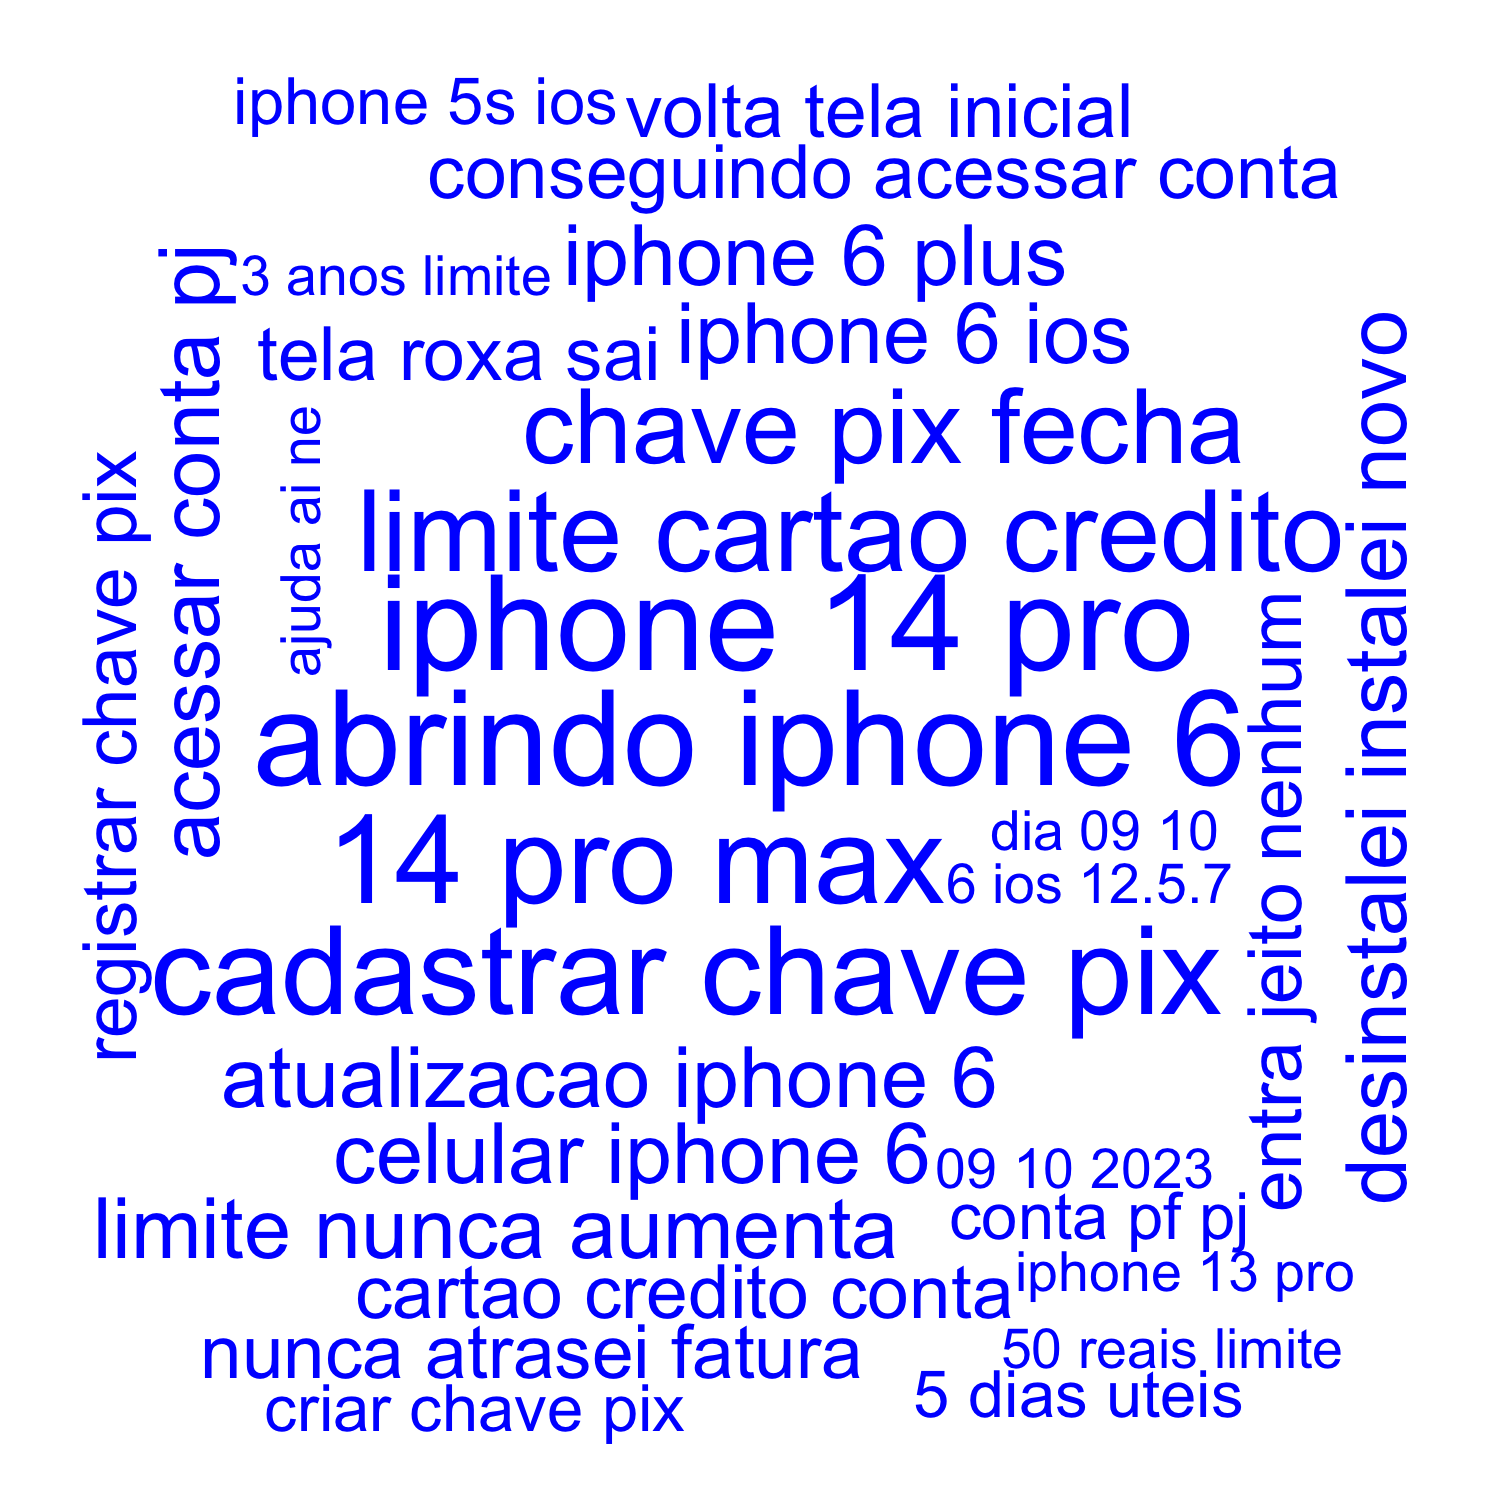 iphone 5s ios
volta tela inicial
conseguindo acessar conta
iphone 6 plus
3 anos limite
iphone 6 ios
tela roxa sai
chave pix fecha
limite cartao credito
iphone 14 pro
abrindo iphone 6
14 pro max
dia 09 10
6 ios 12.5.7
cadastrar chave pix
atualizacao iphone 6
celular iphone 6
09 10 2023
limite nunca aumenta
conta pf pj
cartao credito conta
iphone 13 pro
nunca atrasei fatura
50 reais limite
criar chave pix
5 dias uteis
registrar chave pix
acessar conta pj
ajuda ai ne
entra jeito nenhum
desinstalei instalei novo